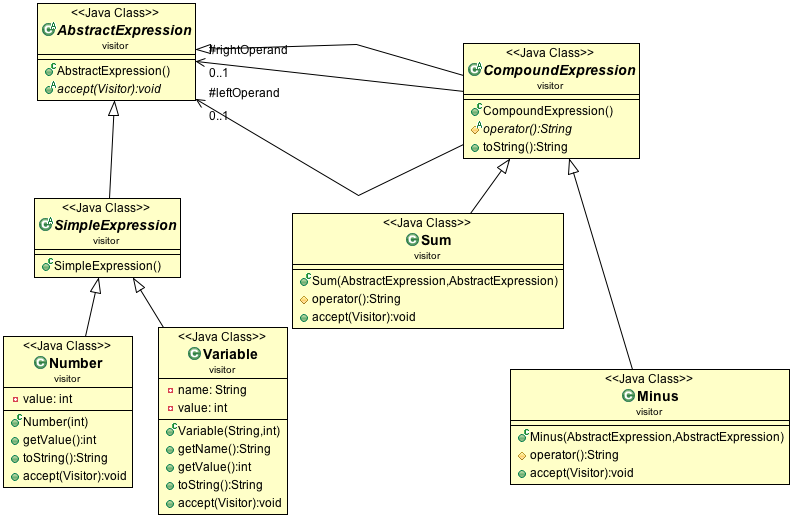 <<Java Class>>
AbstractExpression
visitor
AbstractExpression()
accept(Visitor):void
#rightOperand
0..1
#leftOperand
0..1
<<Java Class>>
CompoundExpression
visitor
CompoundExpression()
operator():String
toString():String
<<Java Class>>
SimpleExpression
visitor
SimpleExpression()
<<Java Class>>
Sum
visitor
Sum(AbstractExpression,AbstractExpression)
operator():String
accept(Visitor):void
<<Java Class>>
Number
visitor
value: int
Number(int)
getValue():int
toString():String
accept(Visitor):void
<<Java Class>>
Variable
visitor
name: String
value: int
Variable(String,int)
getName():String
getValue():int
toString():String
accept(Visitor):void
<<Java Class>>
Minus
visitor
Minus(AbstractExpression,AbstractExpression)
operator():String
accept(Visitor):void